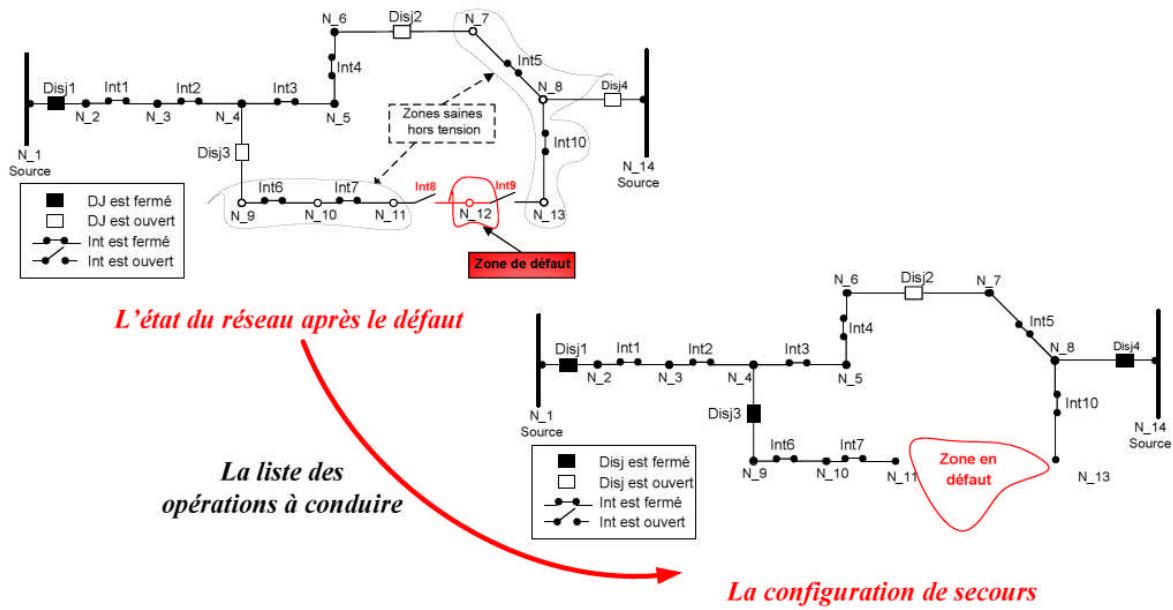 N_6
Disj2
N_7
Int5
Int4
N_8
Disj4
Disj1
Int1
Int2
Int3
N_2
N_3
N_4
N_5
Zones saines
hors tension
Int10
N_1
Source
Disj3
N_14
Source
Int6
Int7
Int8
Int9
N_9
N_10
N_11
N_12
N_13
DJ est fermé
DJ est ouvert
Int est fermé
Int est ouvert
Zone de défaut
L'état du réseau après le défaut
La liste des
opérations à conduire
N_6
Disj2
N_7
Int5
Int4
N_8
Disj4
Disj1
Int1
Int2
Int3
N_2
N_3
N_4
N_5
Int10
N_1
Source
Disj3
N_14
Source
Int6
Int7
N_9
N_10
N_11
Zone en
défaut
N_13
Disj est fermé
Disj est ouvert
Int est fermé
Int est ouvert
La configuration de secours